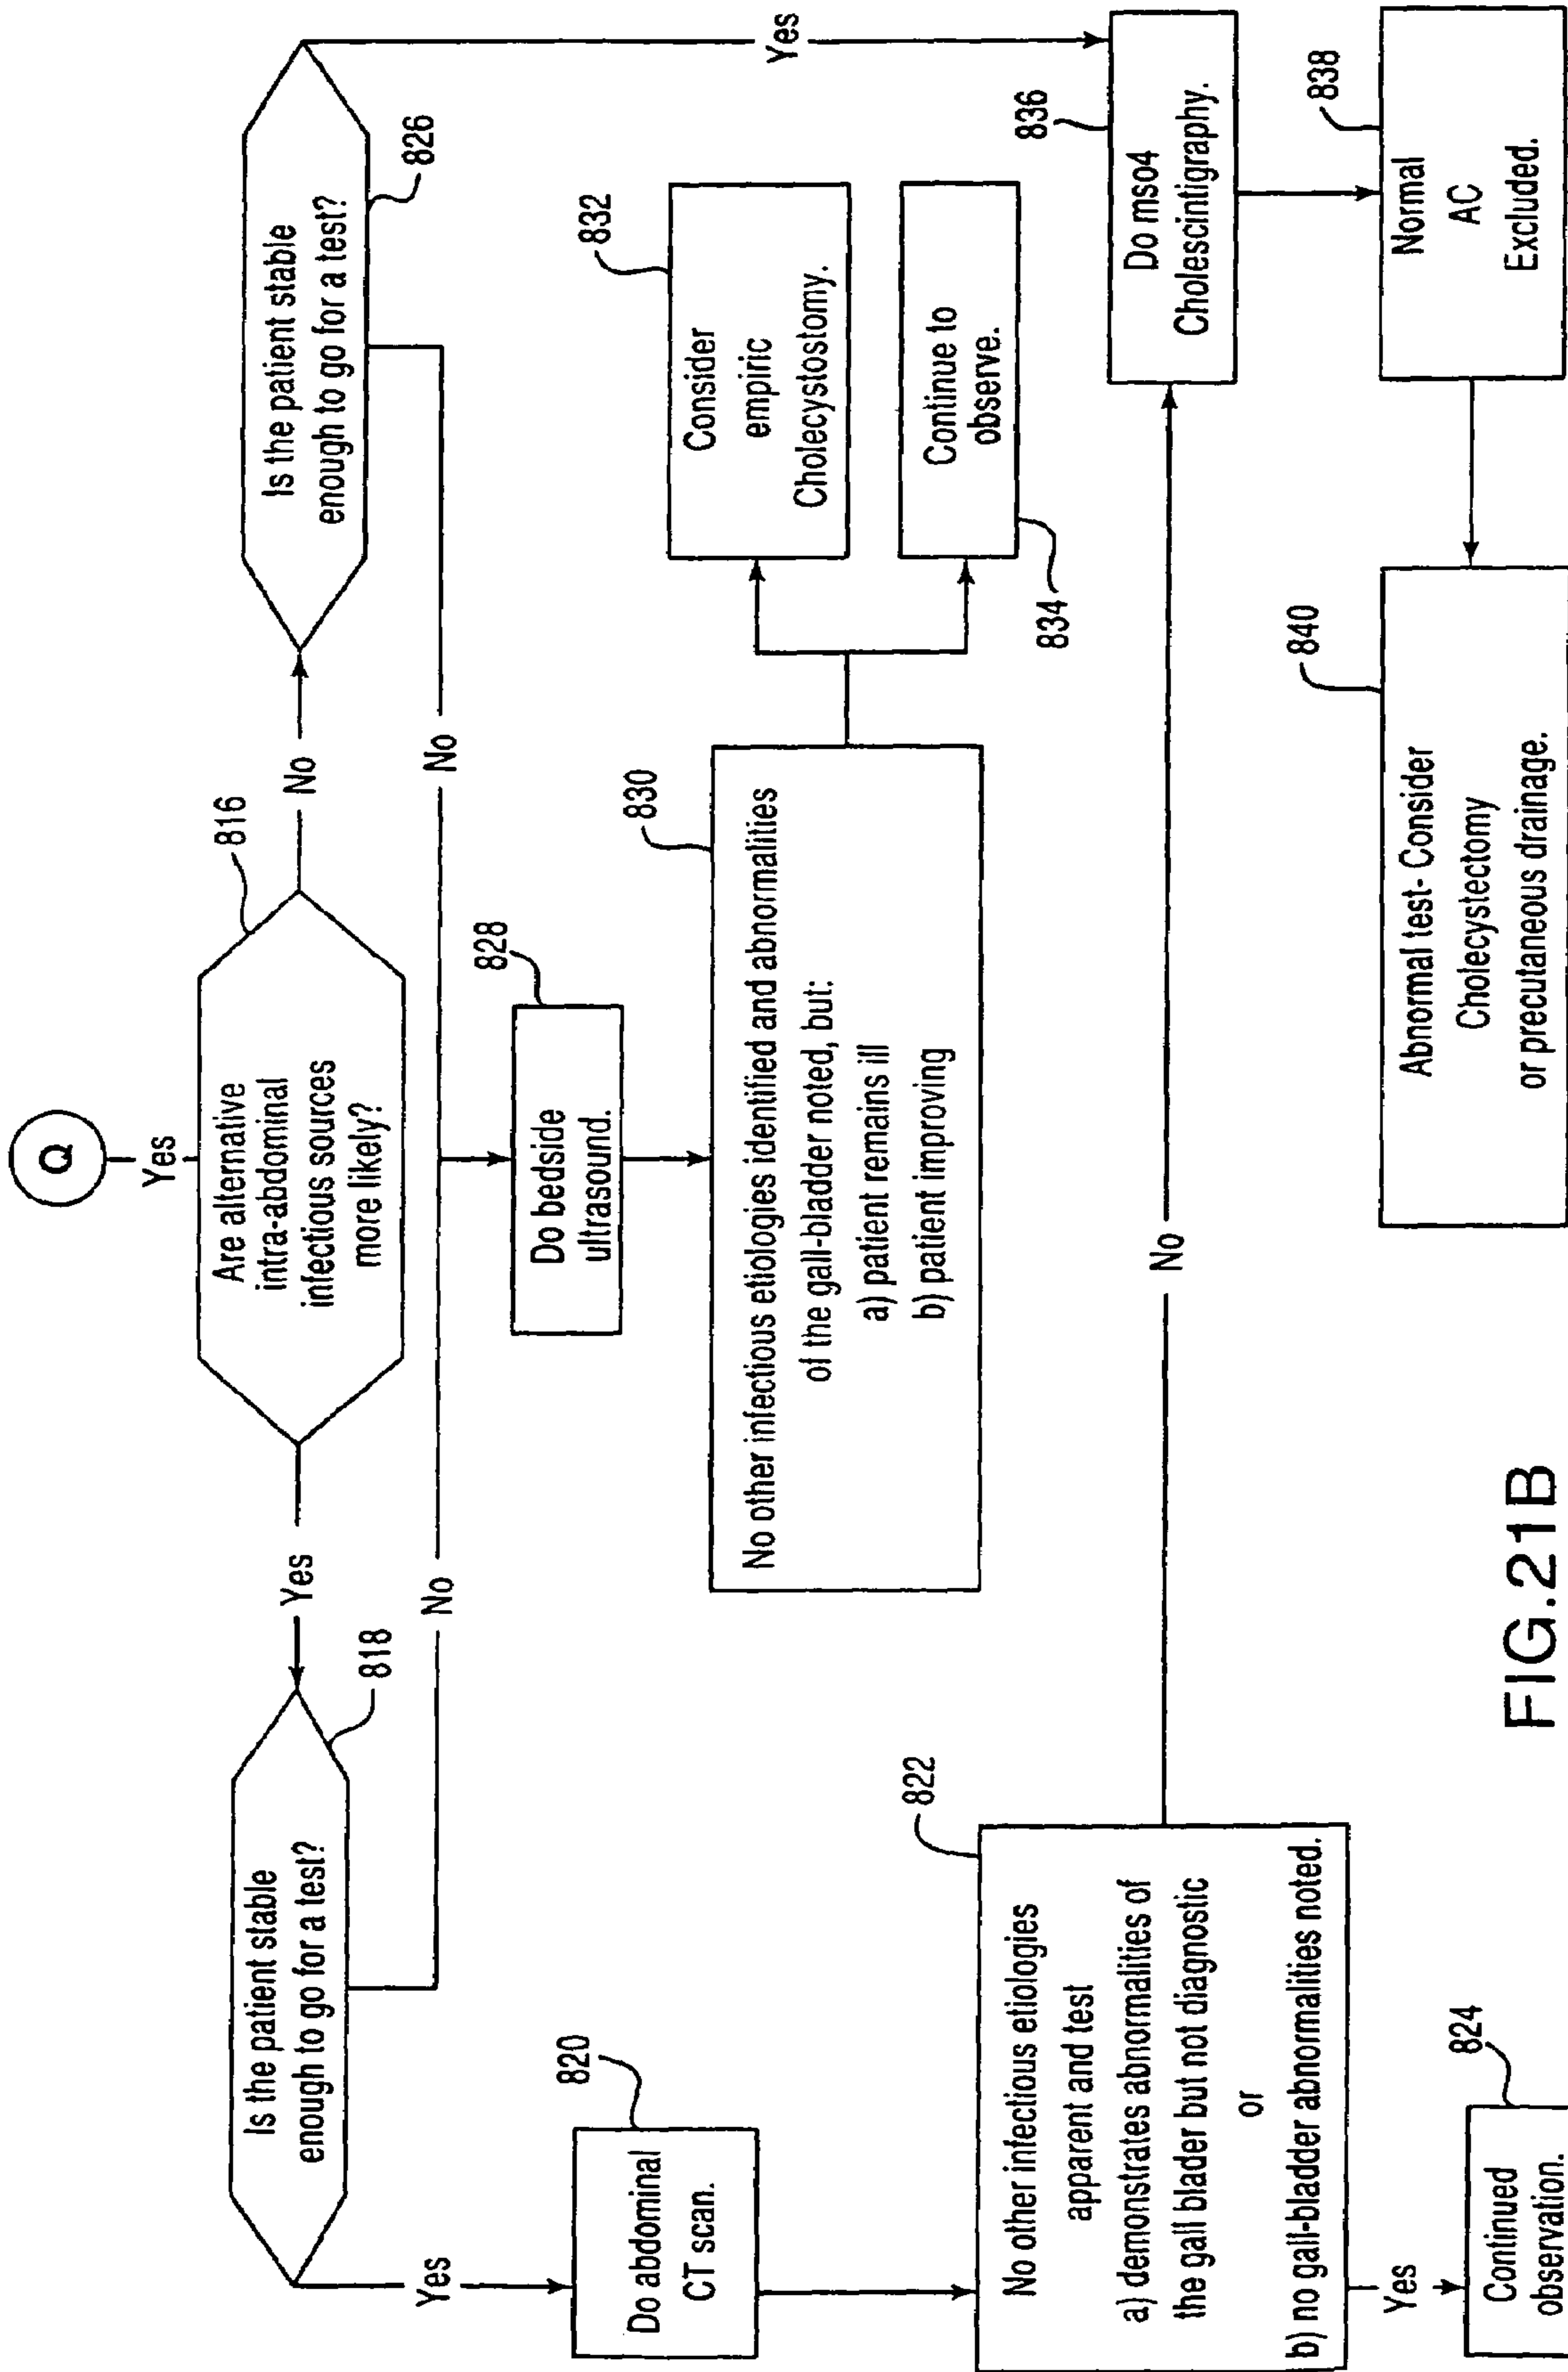 Q
Yes
816
Are alternative
intra-abdominal
infectious sources
more likely?
Yes
No
818
Is the patient stable
enough to go for a test?
826
Is the patient stable
enough to go for a test?
No
No
Yes
Yes
820
Do abdominal
CT scan.
828
Do bedside
ultrasound.
830
No other infectious etiologies identified and abnormalities
of the gall-bladder noted, but:
a) patient remains ill
b) patient improving
832
Consider
empiric
Cholecystostomy.
834
Continue to
observe.
822
No other infectious etiologies
apparent and test
a) demonstrates abnormalities of
the gall blader but not diagnostic
or
b) no gall-bladder abnormalities noted.
No
836
Do mso4
Cholescintigraphy.
Yes
824
Continued
observation.
838
Normal
AC
Excluded.
840
Abnormal test- Consider
Cholecystectomy
or precutaneous drainage.
FIG.21B